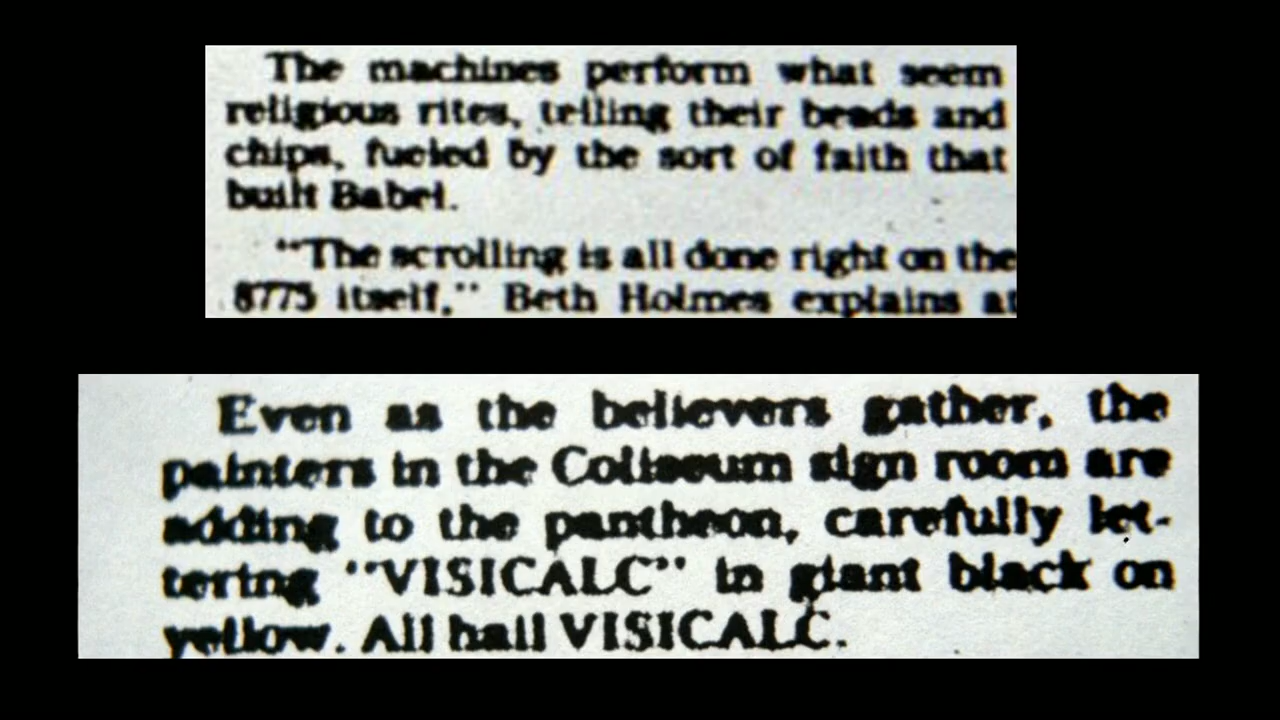 The machines perform what seem
religious rites, telling their beads and
chips, fueled by the sort of faith that
built Babel.
"The scrolling is all done right on the
8775 itself," Beth Holmes explains at
Even as the believers gather, the
painters in the Coliseum sign room are
adding to the pantheon, carefully let-
tering "VISICALC" in giant black on
yellow. All hail VISICALC.